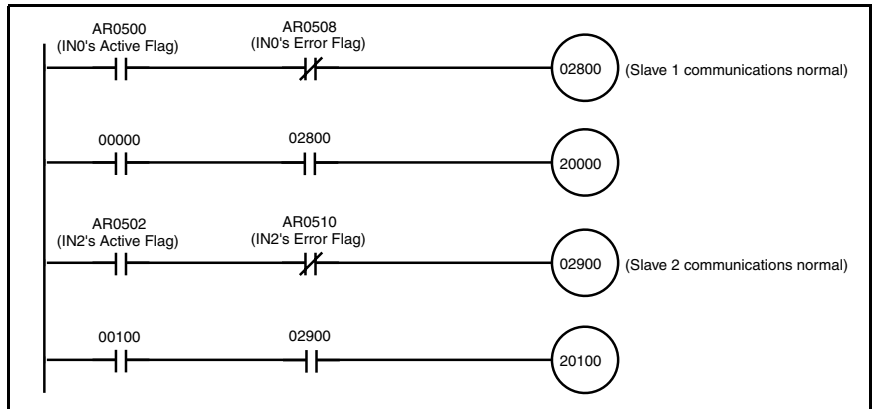 AR0500 AR0508
(IN0's Active Flag) (IN0's Error Flag)
02800 (Slave 1 communications normal)
00000 02800
20000
AR0502 AR0510
(IN2's Active Flag) (IN2's Error Flag)
02900 (Slave 2 communications normal)
00100 02900
20100